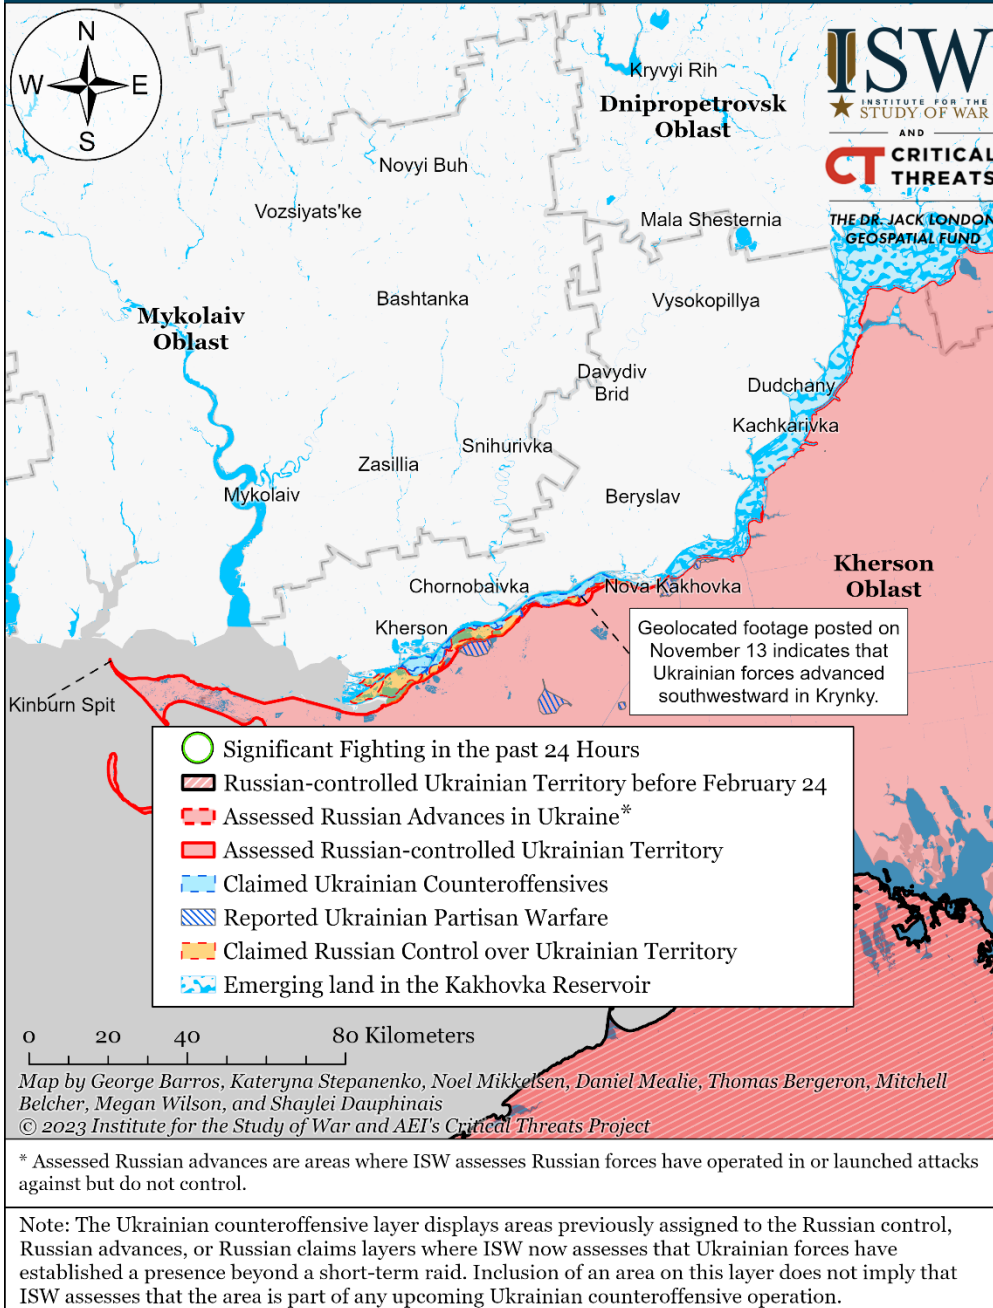 N
W E
S
ISW
INSTITUTE FOR THE
STUDY OF WAR
AND
CT CRITICAL
THREATS
THE DR. JACK LONDON
GEOSPATIAL FUND
Kryvyi Rih
Dnipropetrovsk
Oblast
Novyi Buh
Vozsiyats'ke
Mala Shesternia
Bashtanka
Vysokopillya
Mykolaiv
Oblast
Davydiv
Brid
Dudchany
Kachkarivka
Snihurivka
Zasillia
Mykolaiv
Beryslav
Kherson
Oblast
Chornobaivka
Nova Kakhovka
Kherson
Geolocated footage posted on
November 13 indicates that
Ukrainian forces advanced
southwestward in Krynky.
Kinburn Spit
Significant Fighting in the past 24 Hours
Russian-controlled Ukrainian Territory before February 24
Assessed Russian Advances in Ukraine*
Assessed Russian-controlled Ukrainian Territory
Claimed Ukrainian Counteroffensives
Reported Ukrainian Partisan Warfare
Claimed Russian Control over Ukrainian Territory
Emerging land in the Kakhovka Reservoir
0 20 40 80 Kilometers
Map by George Barros, Kateryna Stepanenko, Noel Mikkelsen, Daniel Mealie, Thomas Bergeron, Mitchell
Belcher, Megan Wilson, and Shaylei Dauphinais
© 2023 Institute for the Study of War and AEI's Critical Threats Project
* Assessed Russian advances are areas where ISW assesses Russian forces have operated in or launched attacks
against but do not control.
Note: The Ukrainian counteroffensive layer displays areas previously assigned to the Russian control,
Russian advances, or Russian claims layers where ISW now assesses that Ukrainian forces have
established a presence beyond a short-term raid. Inclusion of an area on this layer does not imply that
ISW assesses that the area is part of any upcoming Ukrainian counteroffensive operation.